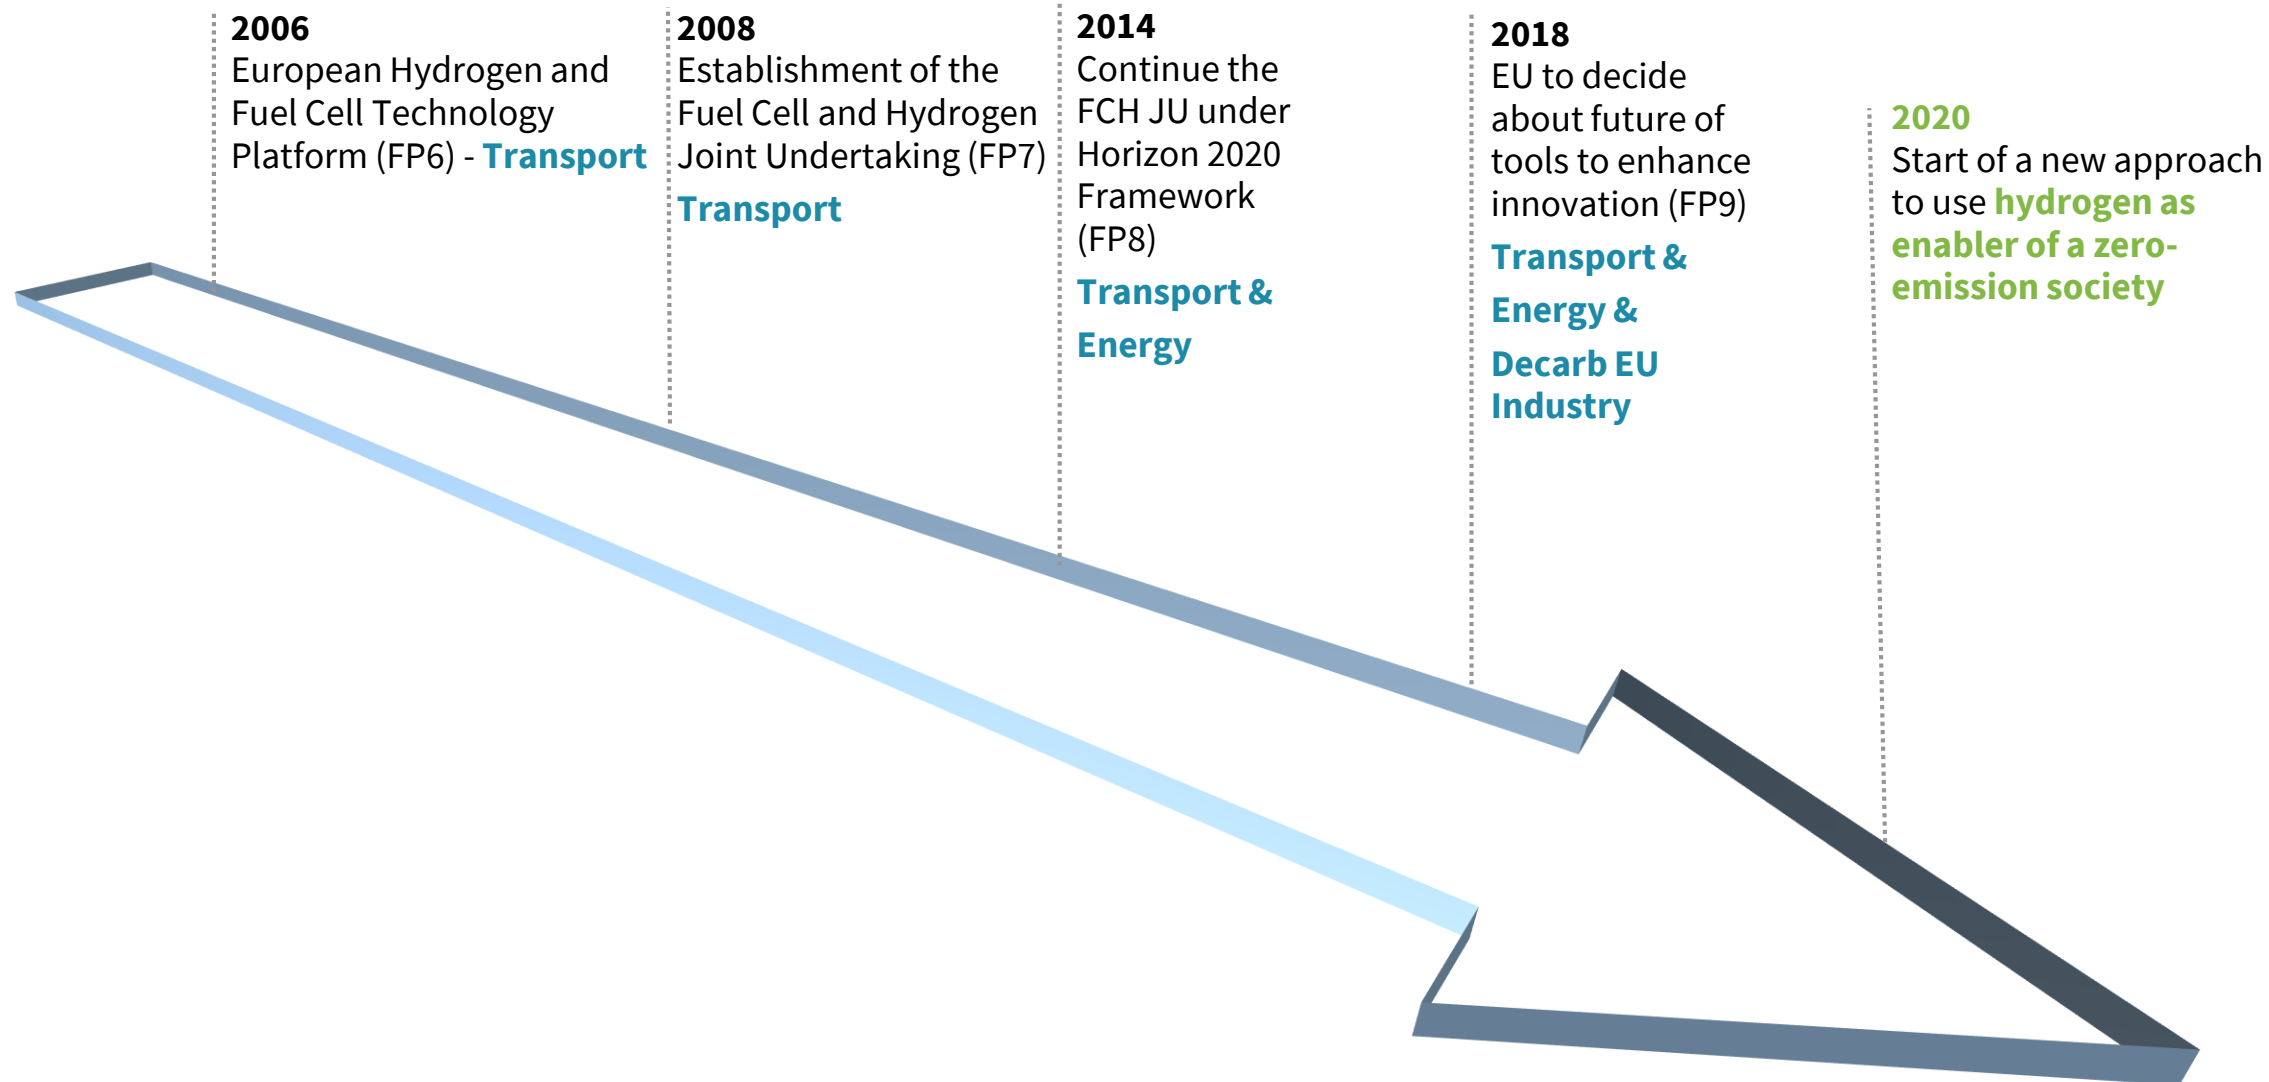 2006
European Hydrogen and
Fuel Cell Technology
Platform (FP6) - Transport
2008
Establishment of the
Fuel Cell and Hydrogen
Joint Undertaking (FP7)
Transport
2014
Continue the
FCH JU under
Horizon 2020
Framework
(FP8)
Transport &
Energy
2018
EU to decide
about future of
tools to enhance
innovation (FP9)
Transport &
Energy &
Decarb EU
Industry
2020
Start of a new approach
to use hydrogen as
enabler of a zero-
emission society